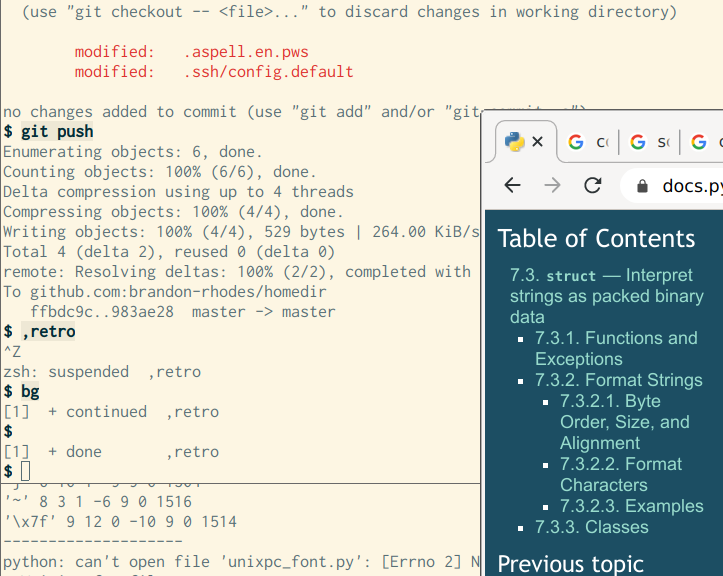 (use "git checkout -- <file>..." to discard changes in working directory)
modified:   .aspell.en.pws
modified:   .ssh/config.default
no changes added to commit (use "git add" and/or "git
$ git push
Enumerating objects: 6, done.
Counting objects: 100% (6/6), done.
Delta compression using up to 4 threads
Compressing objects: 100% (4/4), done.
Writing objects: 100% (4/4), 529 bytes | 264.00 KiB/s
Total 4 (delta 2), reused 0 (delta 0)
remote: Resolving deltas: 100% (2/2), completed with
To github.com:brandon-rhodes/homedir
ffbdc9c..983ae28  master -> master
$ ,retro
^Z
zsh: suspended  ,retro
$ bg
[1]  + continued  ,retro
$
[1]  + done       ,retro
$
'~' 8 3 1 -6 9 0 1516
'\x7f' 9 12 0 -10 9 0 1514
--------------------
python: can't open file 'unixpc_font.py': [Errno 2] N
docs.py
Table of Contents
7.3. struct — Interpret
strings as packed binary
data
7.3.1. Functions and
Exceptions
7.3.2. Format Strings
7.3.2.1. Byte
Order, Size, and
Alignment
7.3.2.2. Format
Characters
7.3.2.3. Examples
7.3.3. Classes
Previous topic